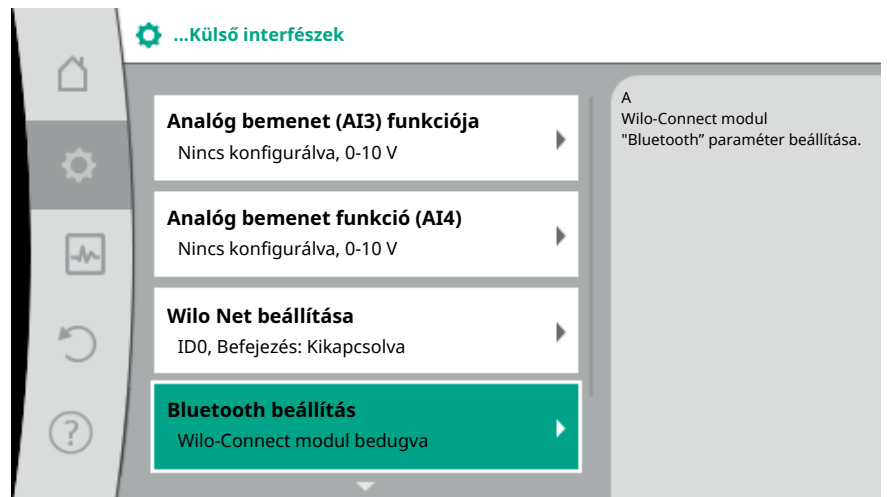 ...Külső interfészek
Analóg bemenet (AI3) funkciója
Nincs konfigurálva, 0-10 V
Analóg bemenet funkció (AI4)
Nincs konfigurálva, 0-10 V
Wilo Net beállítása
ID0, Befejezés: Kikapcsolva
Bluetooth beállítás
Wilo-Connect modul bedugva
A
Wilo-Connect modul
"Bluetooth” paraméter beállítása.
?